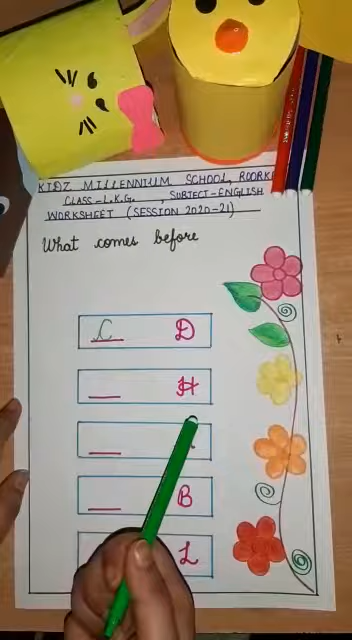 KIDZ MILLENNIUM SCHOOL, ROORKE
CLASS-L.K.G. , SUBJECT-ENGLISH
WORKSHEET (SESSION 2020-21)
What comes before
C D
H
B
L